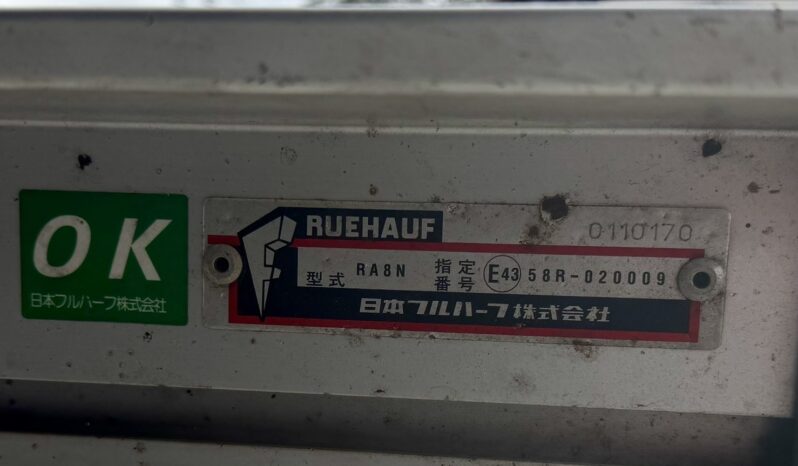 OK
日本フルハーフ株式会社
RUEHAUF
0110170
型式 RA8N 指定番号 E43 58R-020009
日本フルハーフ株式会社